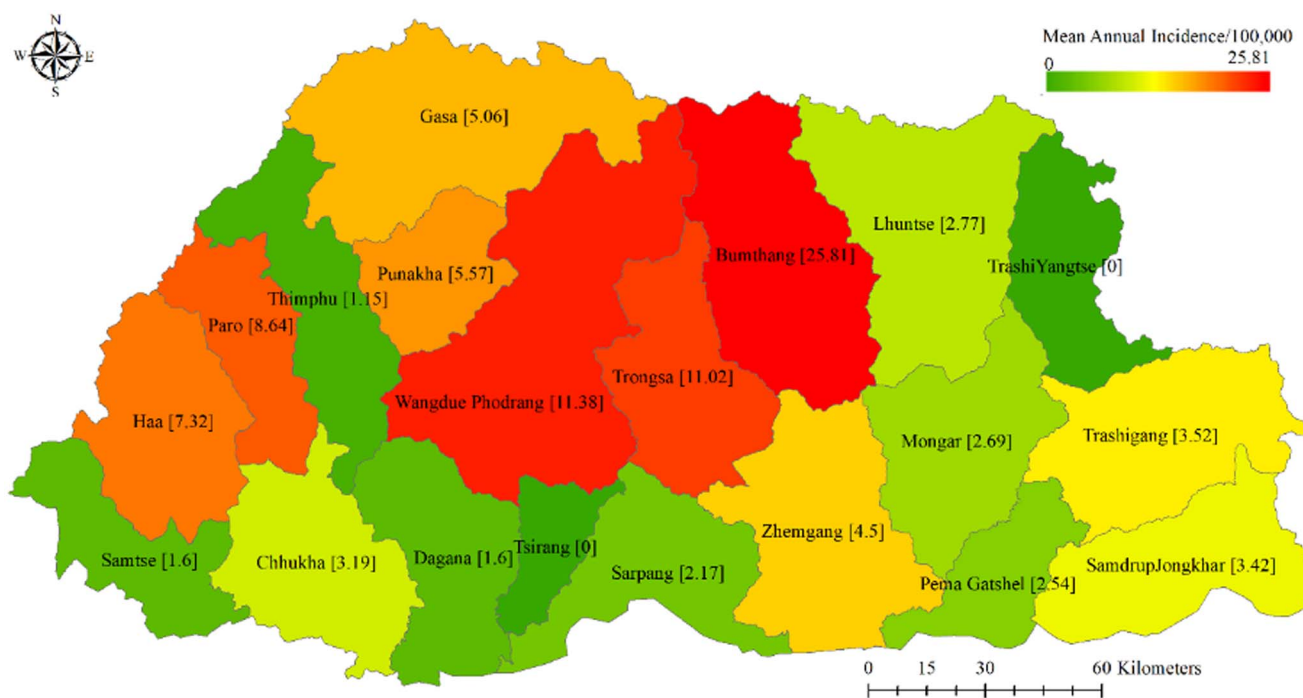 N
W E
S
Mean Annual Incidence/100,000
0 25.81
Gasa [5.06]
Lhuntse [2.77]
Bumthang [25.81]
TrashiYangtse [0]
Punakha [5.57]
Thimphu [1.15]
Paro [8.64]
Trongsa [11.02]
Wangdue Phodrang [11.38]
Haa [7.32]
Mongar [2.69]
Trashigang [3.52]
Zhemgang [4.5]
Tsirang [0]
Samtse [1.6]
Chhukha [3.19]
Dagana [1.6]
Sarpang [2.17]
Pema Gatshel [2.54]
SamdrupJongkhar [3.42]
0 15 30 60 Kilometers